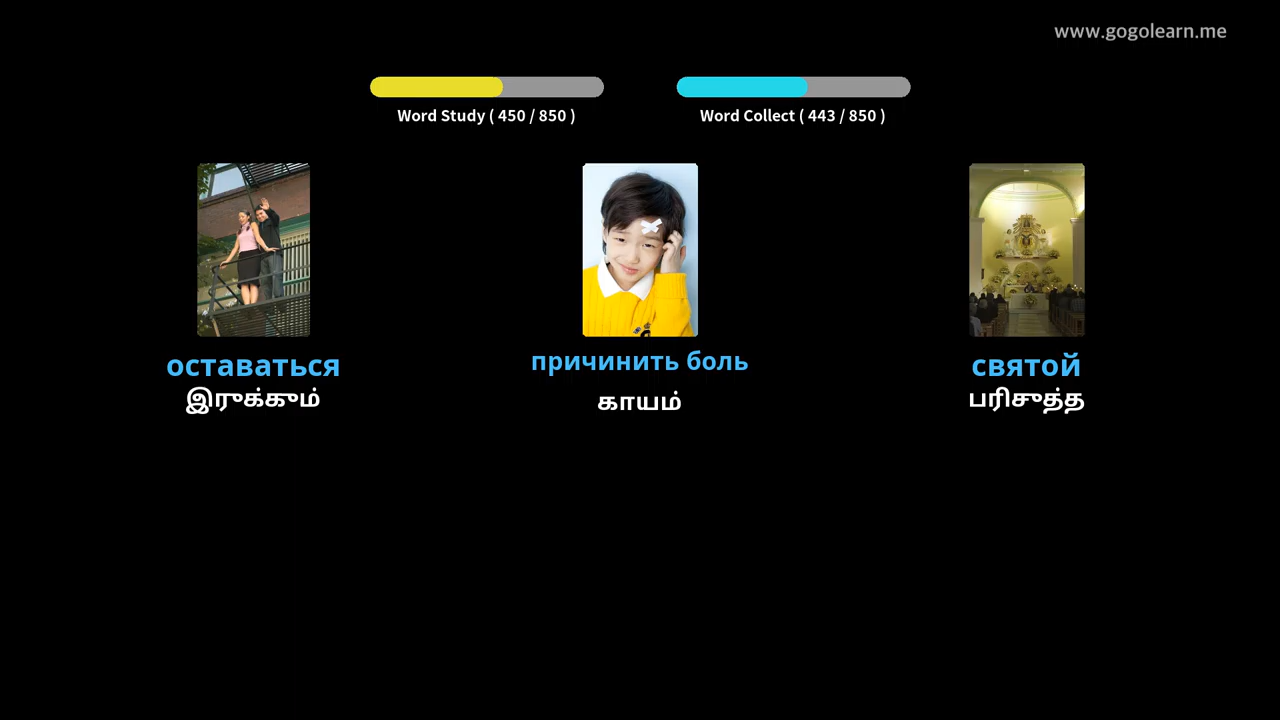 www.gogolearn.me
Word Study ( 450 / 850 )
Word Collect ( 443 / 850 )
оставаться
இருக்கும்
причинить боль
காயம்
святой
பரிசுத்த